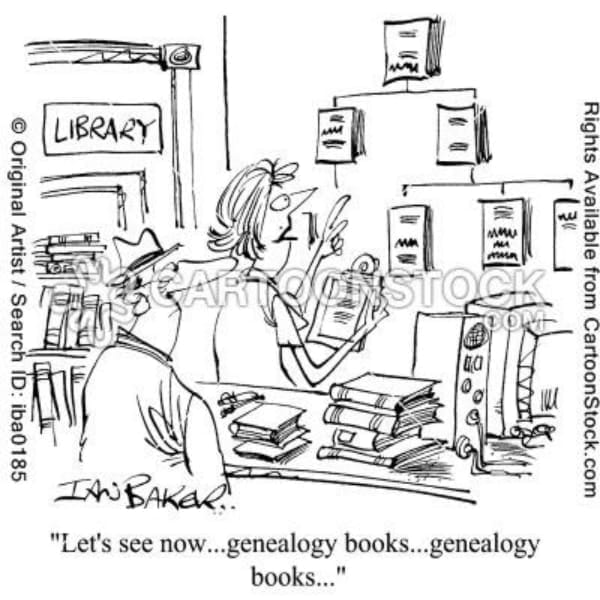 LIBRARY
© Original Artist / Search ID: iba0185
Rights Available from CartoonStock.com
CARTOONSTOCK
.COM
IAN BAKER..
"Let's see now...genealogy books...genealogy
books..."